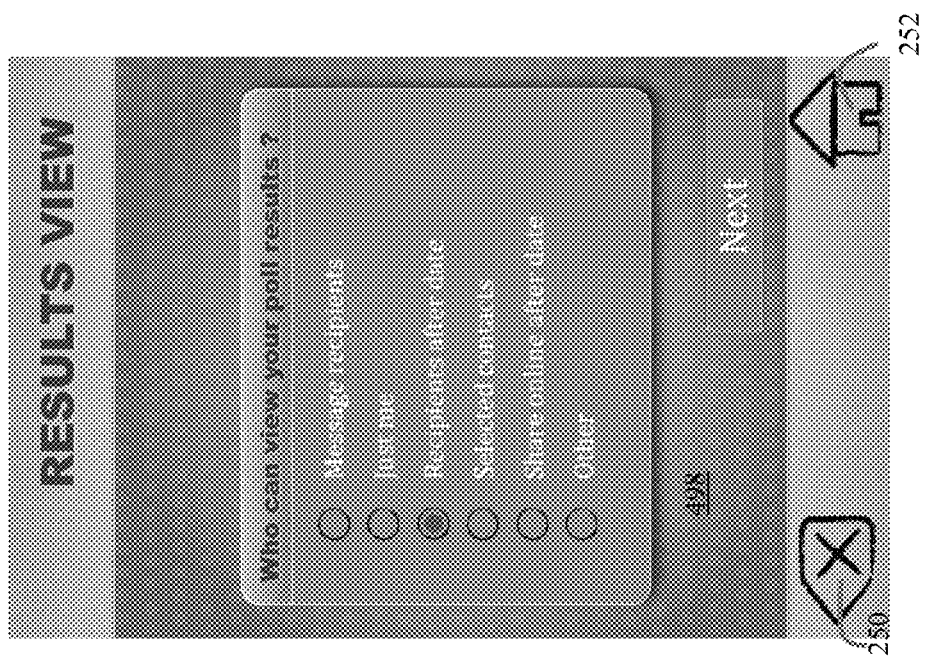 RESULTS VIEW
Who can view your poll results ?
Message recipients
Just me
Recipients after date
Selected contacts
Share online after date
Other
498
Next
250
252